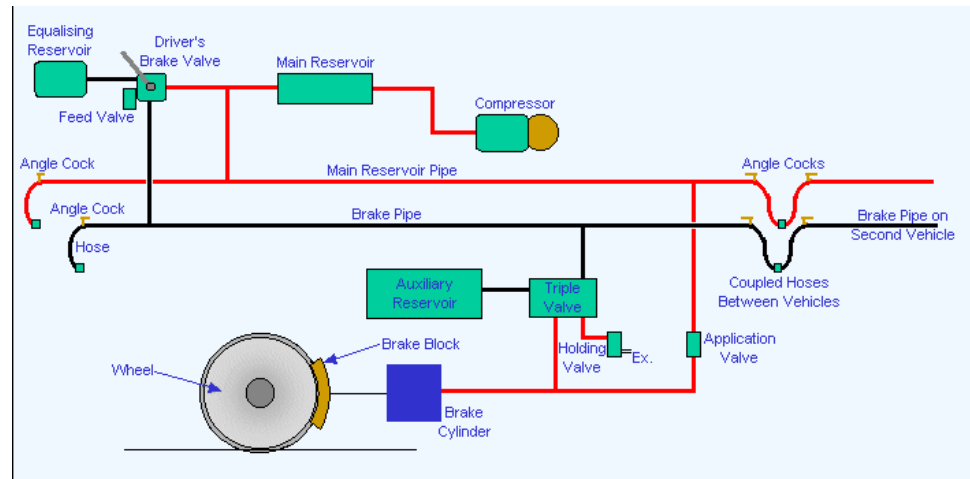 Equalising
Reservoir
Driver's
Brake Valve
Main Reservoir
Compressor
Feed Valve
Angle Cock
Main Reservoir Pipe
Angle Cocks
Angle Cock
Brake Pipe
Brake Pipe on
Second Vehicle
Hose
Auxiliary
Reservoir
Triple
Valve
Coupled Hoses
Between Vehicles
Brake Block
Holding
Valve
Ex.
Application
Valve
Wheel
Brake
Cylinder